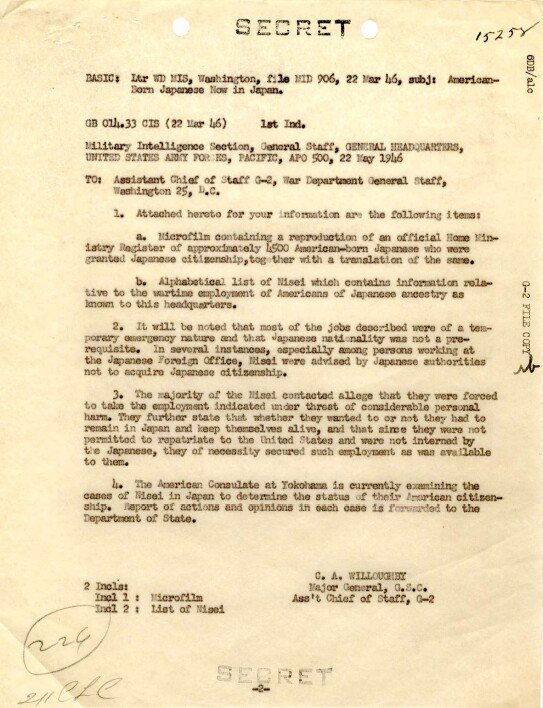 SECRET
15258
BASIC: Ltr WD MIS, Washington, file MID 906, 22 Mar 46, subj: American-
Born Japanese Now in Japan.
GB 014.33 CIS (22 Mar 46) 1st Ind.
Military Intelligence Section, General Staff, GENERAL HEADQUARTERS,
UNITED STATES ARMY FORCES, PACIFIC, APO 500, 22 May 1946
TO: Assistant Chief of Staff G-2, War Department General Staff,
Washington 25, D.C.
1. Attached hereto for your information are the following items:
a. Microfilm containing a reproduction of an official Home Min-
istry Register of approximately 4500 American-born Japanese who were
granted Japanese citizenship,together with a translation of the same.
b. Alphabetical list of Nisei which contains information rela-
tive to the wartime employment of Americans of Japanese ancestry as
known to this headquarters.
2. It will be noted that most of the jobs described were of a tem-
porary emergency nature and that Japanese nationality was not a pre-
requisite. In several instances, especially among persons working at
the Japanese Foreign Office, Nisei were advised by Japanese authorities
not to acquire Japanese citizenship.
3. The majority of the Nisei contacted allege that they were forced
to take the employment indicated under threat of considerable personal
harm. They further state that whether they wanted to or not they had to
remain in Japan and keep themselves alive, and that since they were not
permitted to repatriate to the United States and were not interned by
the Japanese, they of necessity secured such employment as was available
to them.
4. The American Consulate at Yokohama is currently examining the
cases of Nisei in Japan to determine the status of their American citizen-
ship. Report of actions and opinions in each case is forwarded to the
Department of State.
C. A. WILLOUGHBY
Major General, G.S.C.
Ass't Chief of Staff, G-2
2 Incls:
Incl 1 : Microfilm
Incl 2 : List of Nisei
224
SECRET
-2-
G-2 FILE COPY